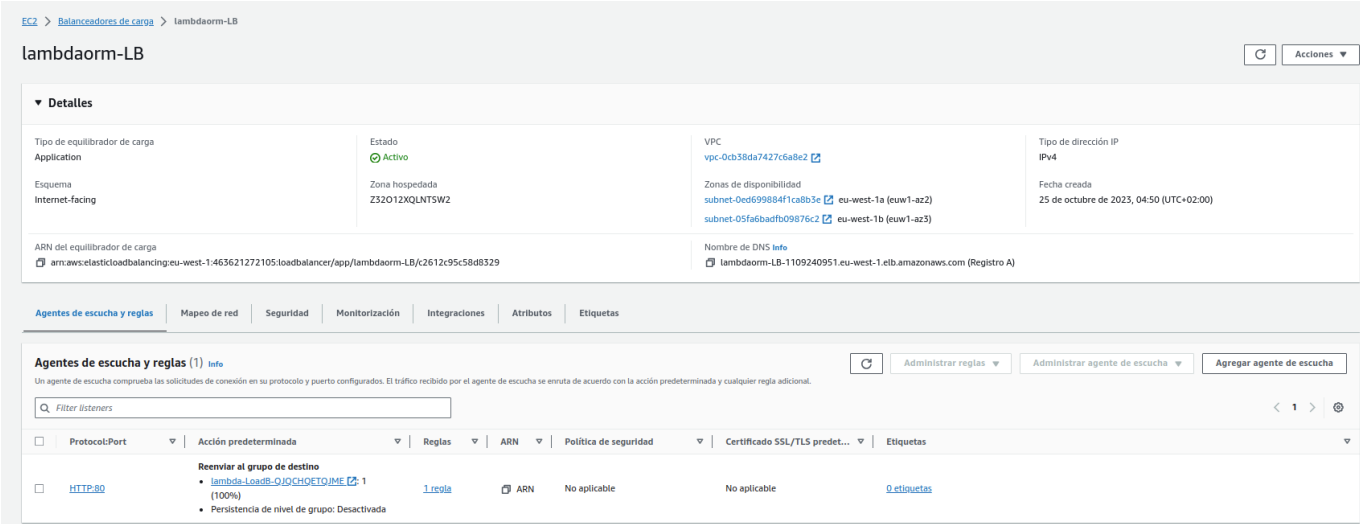 EC2 > Balanceadores de carga > lambdaorm-LB
lambdaorm-LB
Acciones ▼
▼ Detalles
Tipo de equilibrador de carga
Application
Estado
Activo
VPC
vpc-0cb38da7427c6a8e2
Tipo de dirección IP
IPv4
Esquema
Internet-facing
Zona hospedada
Z32O12XQLNTSW2
Zonas de disponibilidad
subnet-0ed699884f1ca8b3e eu-west-1a (euw1-az2)
subnet-05fa6badfb09876c2 eu-west-1b (euw1-az3)
Fecha creada
25 de octubre de 2023, 04:50 (UTC+02:00)
ARN del equilibrador de carga
arn:aws:elasticloadbalancing:eu-west-1:463621272105:loadbalancer/app/lambdaorm-LB/c2612c95c58d8329
Nombre de DNS Info
lambdaorm-LB-1109240951.eu-west-1.elb.amazonaws.com (Registro A)
Agentes de escucha y reglas
Mapeo de red
Seguridad
Monitorización
Integraciones
Atributos
Etiquetas
Agentes de escucha y reglas (1) Info
Administrar reglas ▼
Administrar agente de escucha ▼
Agregar agente de escucha
Un agente de escucha comprueba las solicitudes de conexión en su protocolo y puerto configurados. El tráfico recibido por el agente de escucha se enruta de acuerdo con la acción predeterminada y cualquier regla adicional.
Filter listeners
< 1 >
Protocol:Port
Acción predeterminada
Reglas
ARN
Política de seguridad
Certificado SSL/TLS predet...
Etiquetas
HTTP:80
Reenviar al grupo de destino
• lambda-LoadB-QJQCHQETQJME: 1
(100%)
• Persistencia de nivel de grupo: Desactivada
1 regla
ARN
No aplicable
No aplicable
0 etiquetas